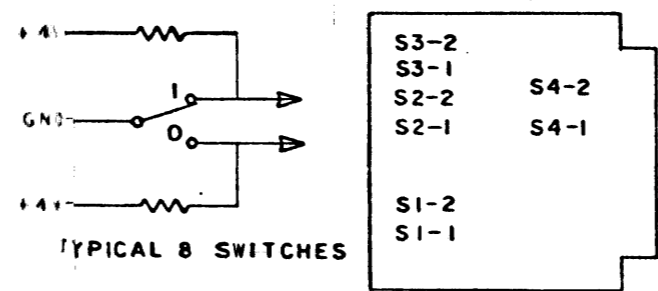 +4V
1
GND
0
+4V
TYPICAL 8 SWITCHES
S3-2
S3-1
S2-2
S2-1
S4-2
S4-1
S1-2
S1-1